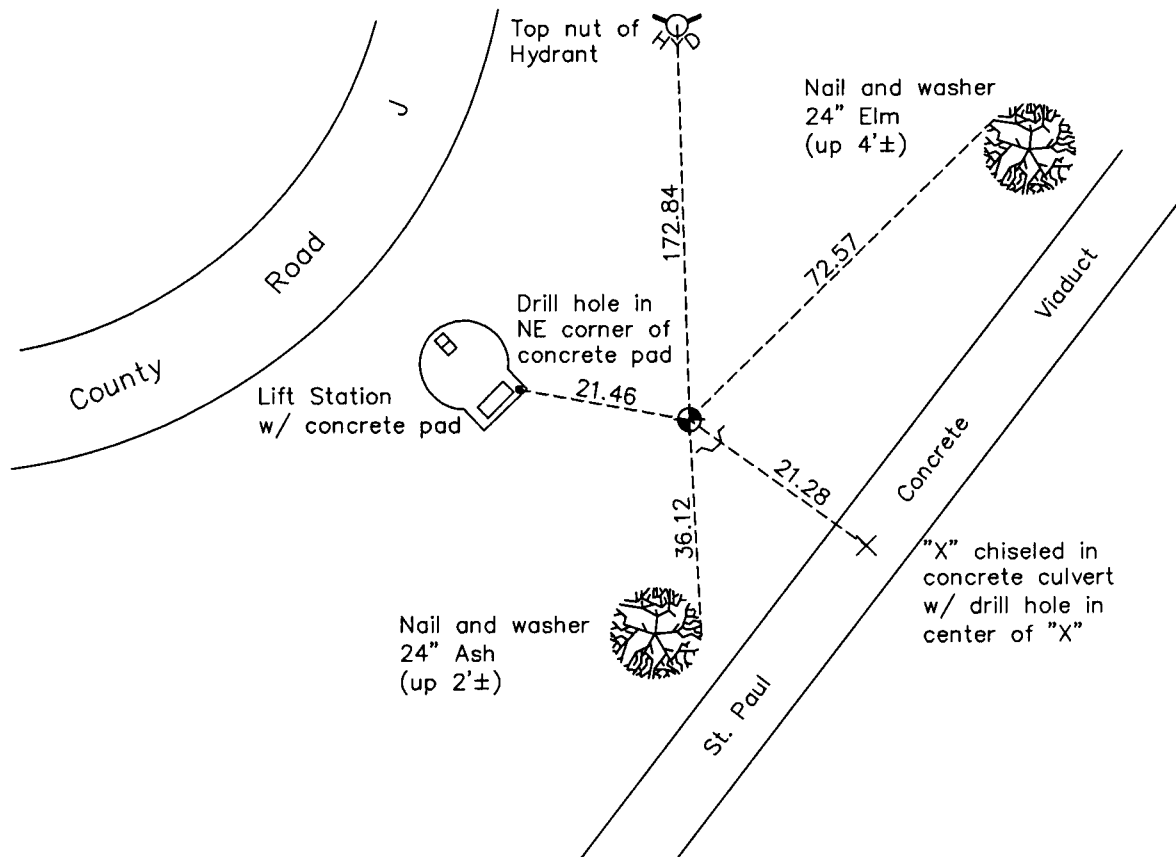 Top nut of
Hydrant
HYD
Nail and washer
24" Elm
(up 4'±)
J
Road
County
172.84
72.57
Viaduct
Drill hole in
NE corner of
concrete pad
21.46
Lift Station
w/ concrete pad
Concrete
21.28
36.12
"X" chiseled in
concrete culvert
w/ drill hole in
center of "X"
Nail and washer
24" Ash
(up 2'±)
St. Paul